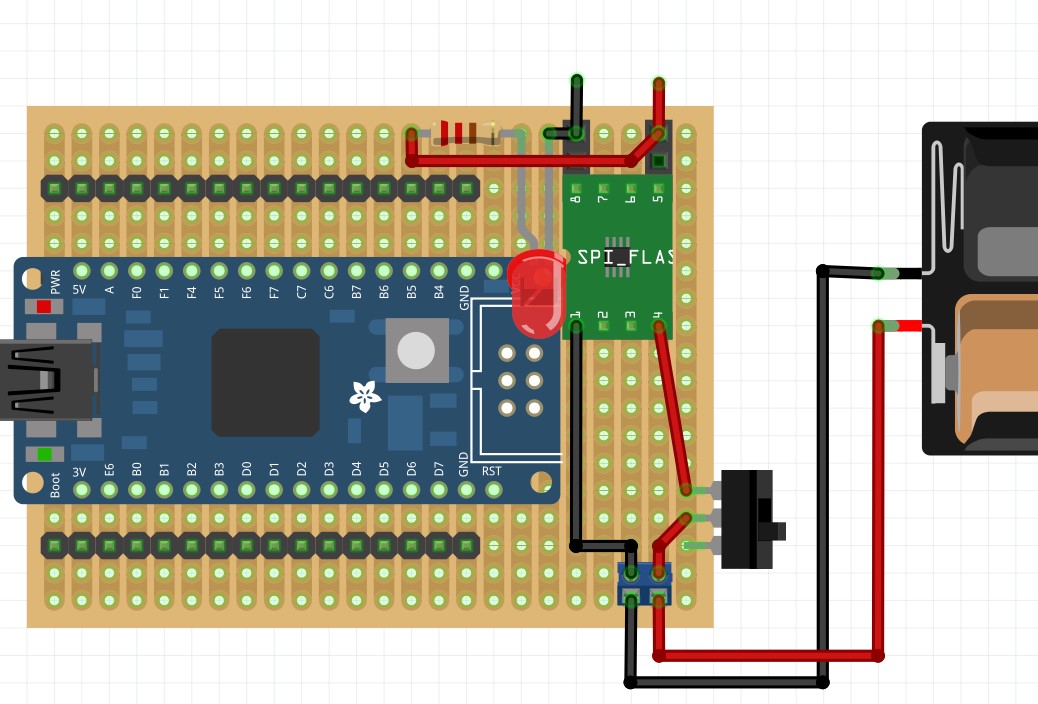 8 7 6 5
SPI_FLAS
1 2 3 4
PWR 5V A F0 F1 F4 F5 F6 F7 C7 C6 B7 B6 B5 B4 GND
Boot 3V E6 B0 B1 B2 B3 D0 D1 D2 D3 D4 D5 D6 D7 GND RST